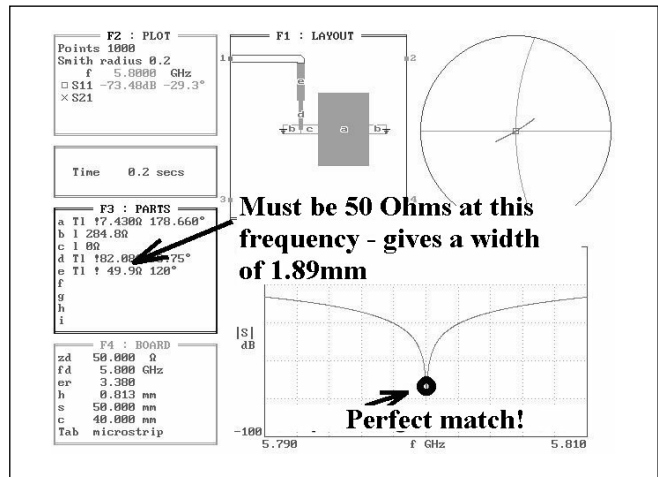 F2 : PLOT
Points 1000
Smith radius 0.2
f 5.8000 GHz
□ S11 -73.48dB -29.3°
× S21
Time 0.2 secs
F3 : PARTS
a Tl !7.430Ω 178.660°
b l 284.8Ω
c l 0Ω
d Tl !82.08
75°
e Tl ! 49.9Ω 120°
f
g
h
i
F4 : BOARD
zd 50.000 Ω
fd 5.800 GHz
er 3.380
h 0.813 mm
s 50.000 mm
c 40.000 mm
Tab microstrip
F1 : LAYOUT
1
2
e
d
b c a b
3
4
Must be 50 Ohms at this
frequency - gives a width
of 1.89mm
|S|
dB
Perfect match!
-100
5.790 f GHz 5.810